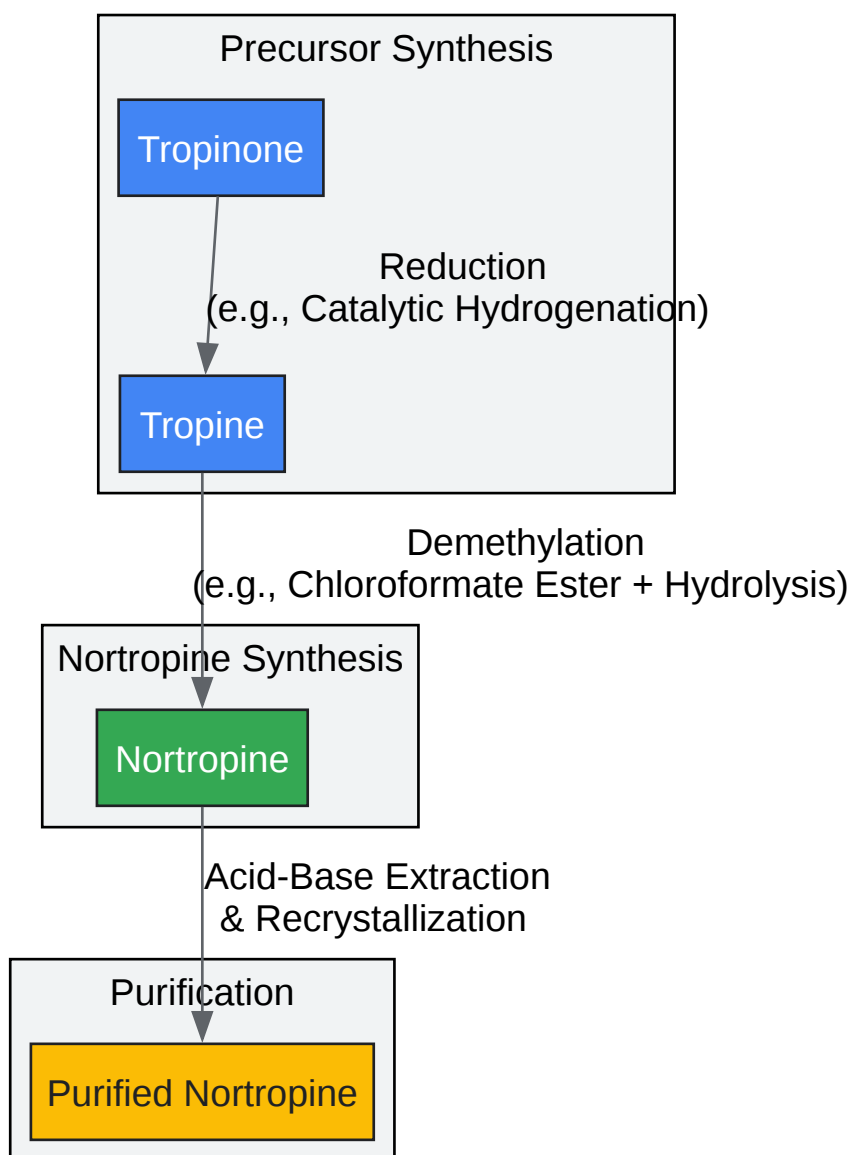 Precursor Synthesis
Tropinone
Reduction
(e.g., Catalytic Hydrogenation)
Tropine
Demethylation
(e.g., Chloroformate Ester + Hydrolysis)
Nortropine Synthesis
Nortropine
Acid-Base Extraction
& Recrystallization
Purification
Purified Nortropine